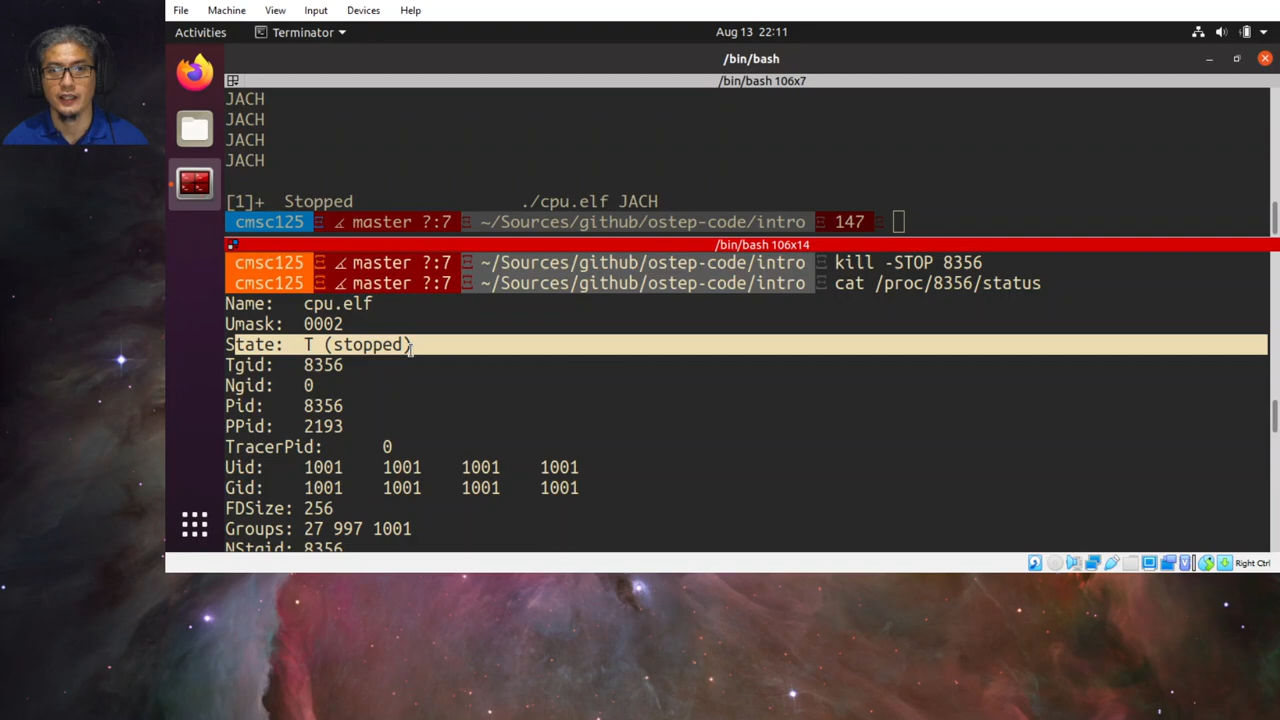 File Machine View Input Devices Help
Activities Terminator Aug 13 22:11
/bin/bash
/bin/bash 106x7
JACH
JACH
JACH
JACH
[1]+ Stopped ./cpu.elf JACH
cmsc125 master ?:7 ~/Sources/github/ostep-code/intro 147
/bin/bash 106x14
cmsc125 master ?:7 ~/Sources/github/ostep-code/intro kill -STOP 8356
cmsc125 master ?:7 ~/Sources/github/ostep-code/intro cat /proc/8356/status
Name: cpu.elf
Umask: 0002
State: T (stopped)
Tgid: 8356
Ngid: 0
Pid: 8356
PPid: 2193
TracerPid: 0
Uid: 1001 1001 1001 1001
Gid: 1001 1001 1001 1001
FDSize: 256
Groups: 27 997 1001
NStgid: 8356
Right Ctrl